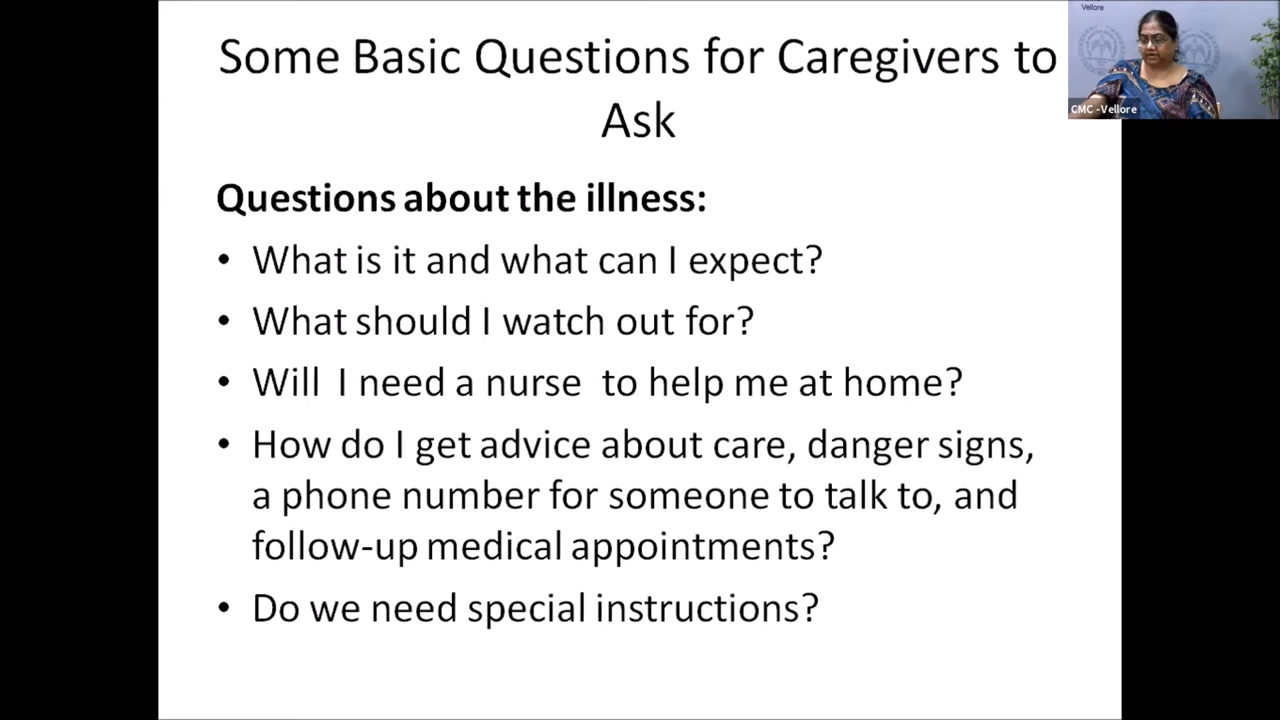 Some Basic Questions for Caregivers to
Ask
Questions about the illness:
• What is it and what can I expect?
• What should I watch out for?
• Will I need a nurse to help me at home?
• How do I get advice about care, danger signs,
a phone number for someone to talk to, and
follow-up medical appointments?
• Do we need special instructions?
Vellore
CMC -Vellore